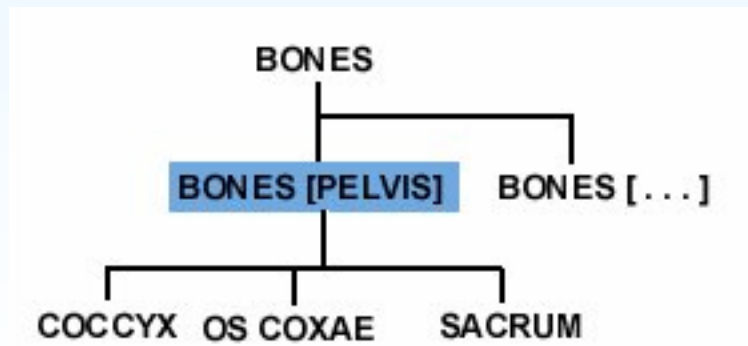 BONES
BONES [PELVIS] BONES [...]
COCCYX OS COXAE SACRUM